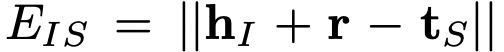 E_{IS} = ||h_I + r − t_S||